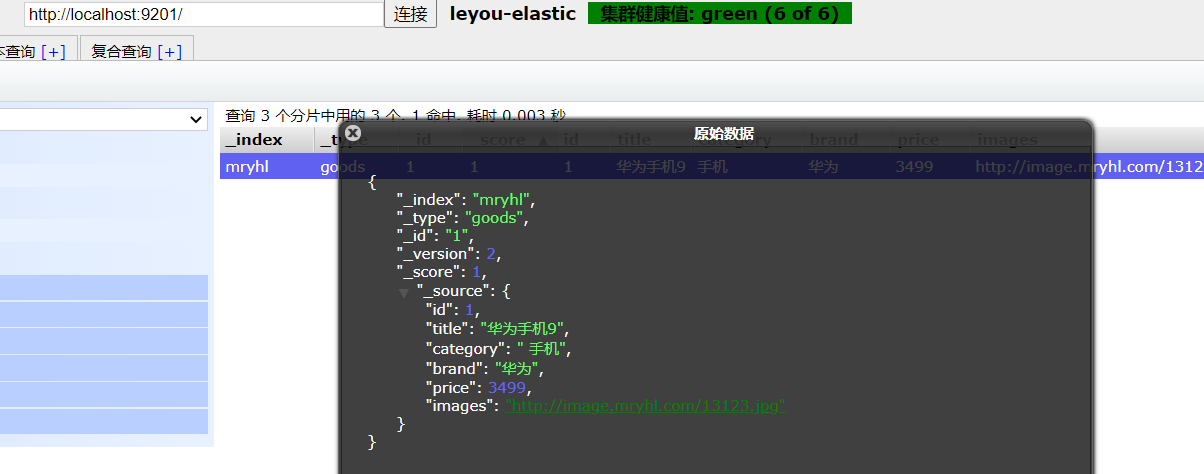 http://localhost:9201/ 连接 leyou-elastic 集群健康值: green (6 of 6)
本查询 [+] 复合查询 [+]
查询 3 个分片中用的 3 个. 1 命中. 耗时 0.003 秒
原始数据
_index _type _id _score ▲ id title category brand price images
mryhl goods 1 1 1 华为手机9 手机 华为 3499 http://image.mryhl.com/1312
{
"_index": "mryhl",
"_type": "goods",
"_id": "1",
"_version": 2,
"_score": 1,
▼ "_source": {
"id": 1,
"title": "华为手机9",
"category": " 手机",
"brand": "华为",
"price": 3499,
"images": "http://image.mryhl.com/13123.jpg"
}
}